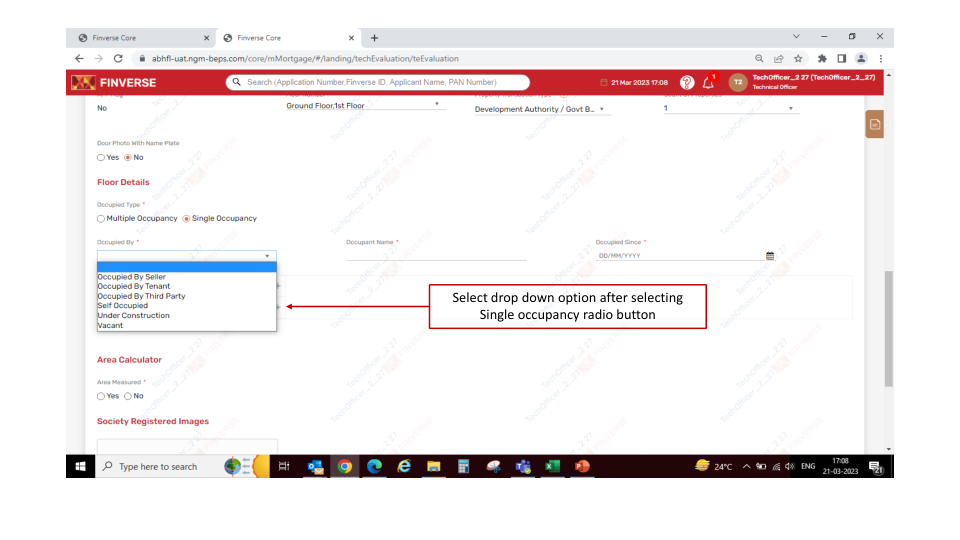 Finverse Core
Finverse Core
abhfl-uat.ngm-beps.com/core/mMortgage/#/landing/techEvaluation/teEvaluation
FINVERSE
Search (Application Number,Finverse ID, Applicant Name, PAN Number)
21 Mar 2023 17:08
1
TZ
TechOfficer_2 27 (TechOfficer_2_27)
Technical Officer
No
Ground Floor,1st Floor
Development Authority / Govt B...
1
Door Photo With Name Plate
Yes No
Floor Details
Occupied Type *
Multiple Occupancy Single Occupancy
Occupied By *
Occupant Name *
Occupied Since *
DD/MM/YYYY
Occupied By Seller
Occupied By Tenant
Occupied By Third Party
Self Occupied
Under Construction
Vacant
Select drop down option after selecting
Single occupancy radio button
Area Calculator
Area Measured *
Yes No
Society Registered Images
Type here to search
24°C
ENG
17:08
21-03-2023
21